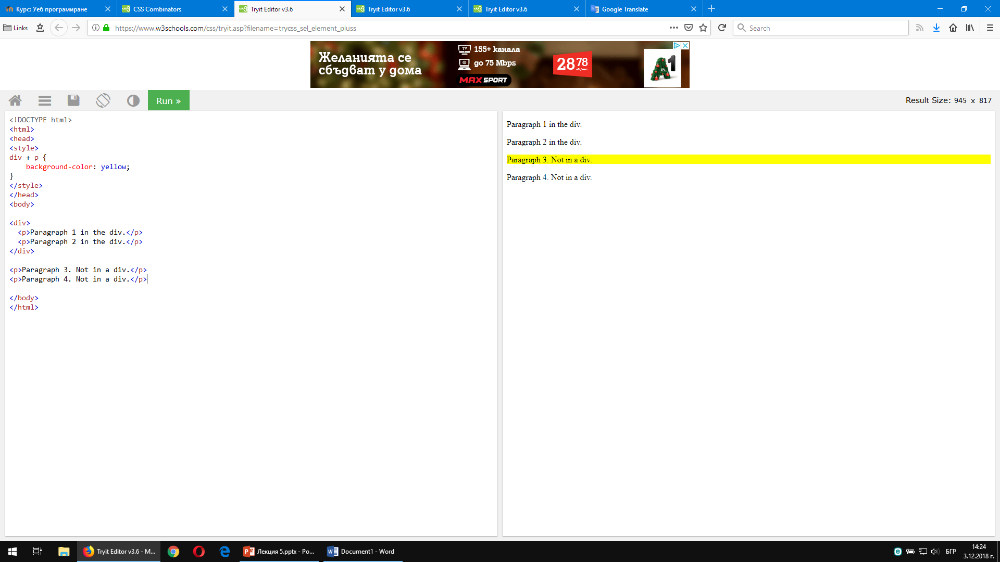 Курс: Уеб програмиране
CSS Combinators
Tryit Editor v3.6
Tryit Editor v3.6
Tryit Editor v3.6
Google Translate
Links
https://www.w3schools.com/css/tryit.asp?filename=trycss_sel_element_pluss
Search
Желанията се
сбъдват у дома
TV
155+ канала
@
до 75 Mbps
MAX SPORT
28 78
лв./мес.
A1
Run »
Result Size: 945 x 817
<!DOCTYPE html>
<html>
<head>
<style>
div + p {
    background-color: yellow;
}
</style>
</head>
<body>

<div>
  <p>Paragraph 1 in the div.</p>
  <p>Paragraph 2 in the div.</p>
</div>

<p>Paragraph 3. Not in a div.</p>
<p>Paragraph 4. Not in a div.</p>

</body>
</html>
Paragraph 1 in the div.
Paragraph 2 in the div.
Paragraph 3. Not in a div.
Paragraph 4. Not in a div.
Tryit Editor v3.6 - M...
Лекция 5.pptx - Po...
Document1 - Word
БГР
14:24
3.12.2018 г.